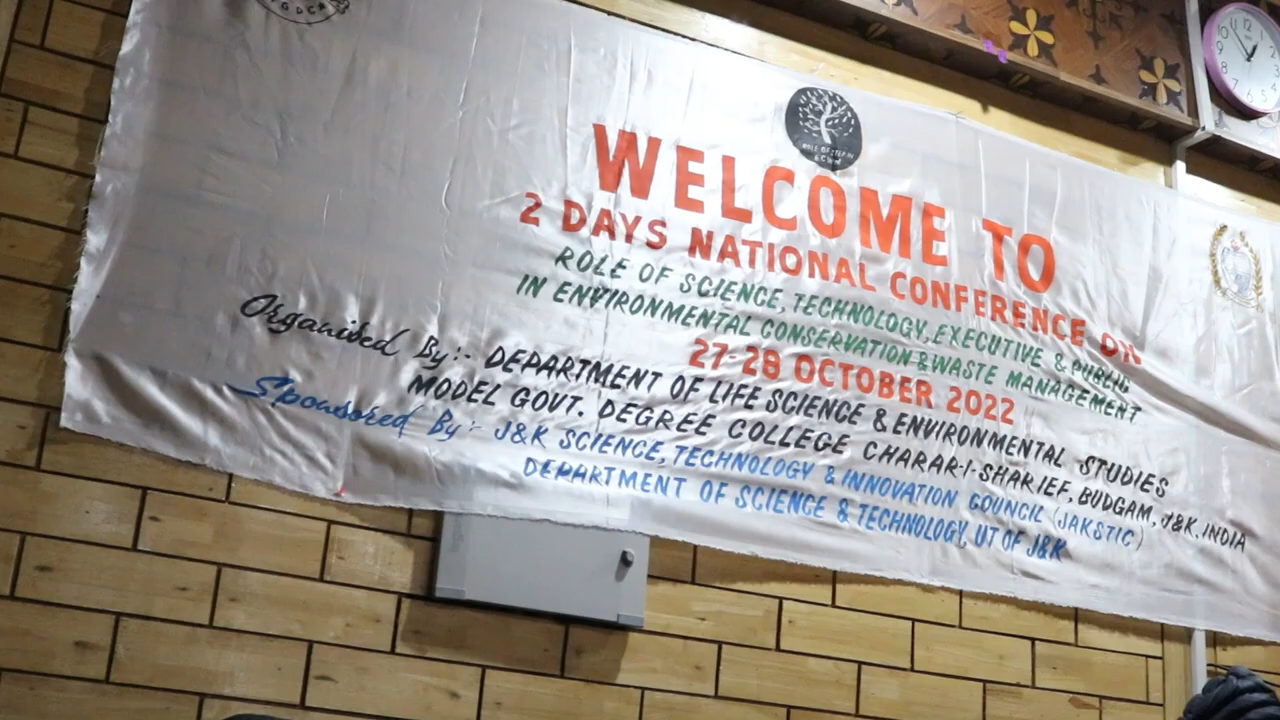 WELCOME TO
2 DAYS NATIONAL CONFERENCE ON
ROLE OF SCIENCE, TECHNOLOGY, EXECUTIVE & PUBLIC
IN ENVIRONMENTAL CONSERVATION & WASTE MANAGEMENT
27-28 OCTOBER 2022
Organised By:- DEPARTMENT OF LIFE SCIENCE & ENVIRONMENTAL STUDIES
MODEL GOVT. DEGREE COLLEGE CHARAR-I-SHARIEF, BUDGAM, J&K, INDIA
Sponsored By:- J&K SCIENCE, TECHNOLOGY & INNOVATION COUNCIL (JAKSTIC)
DEPARTMENT OF SCIENCE & TECHNOLOGY, UT OF J&K